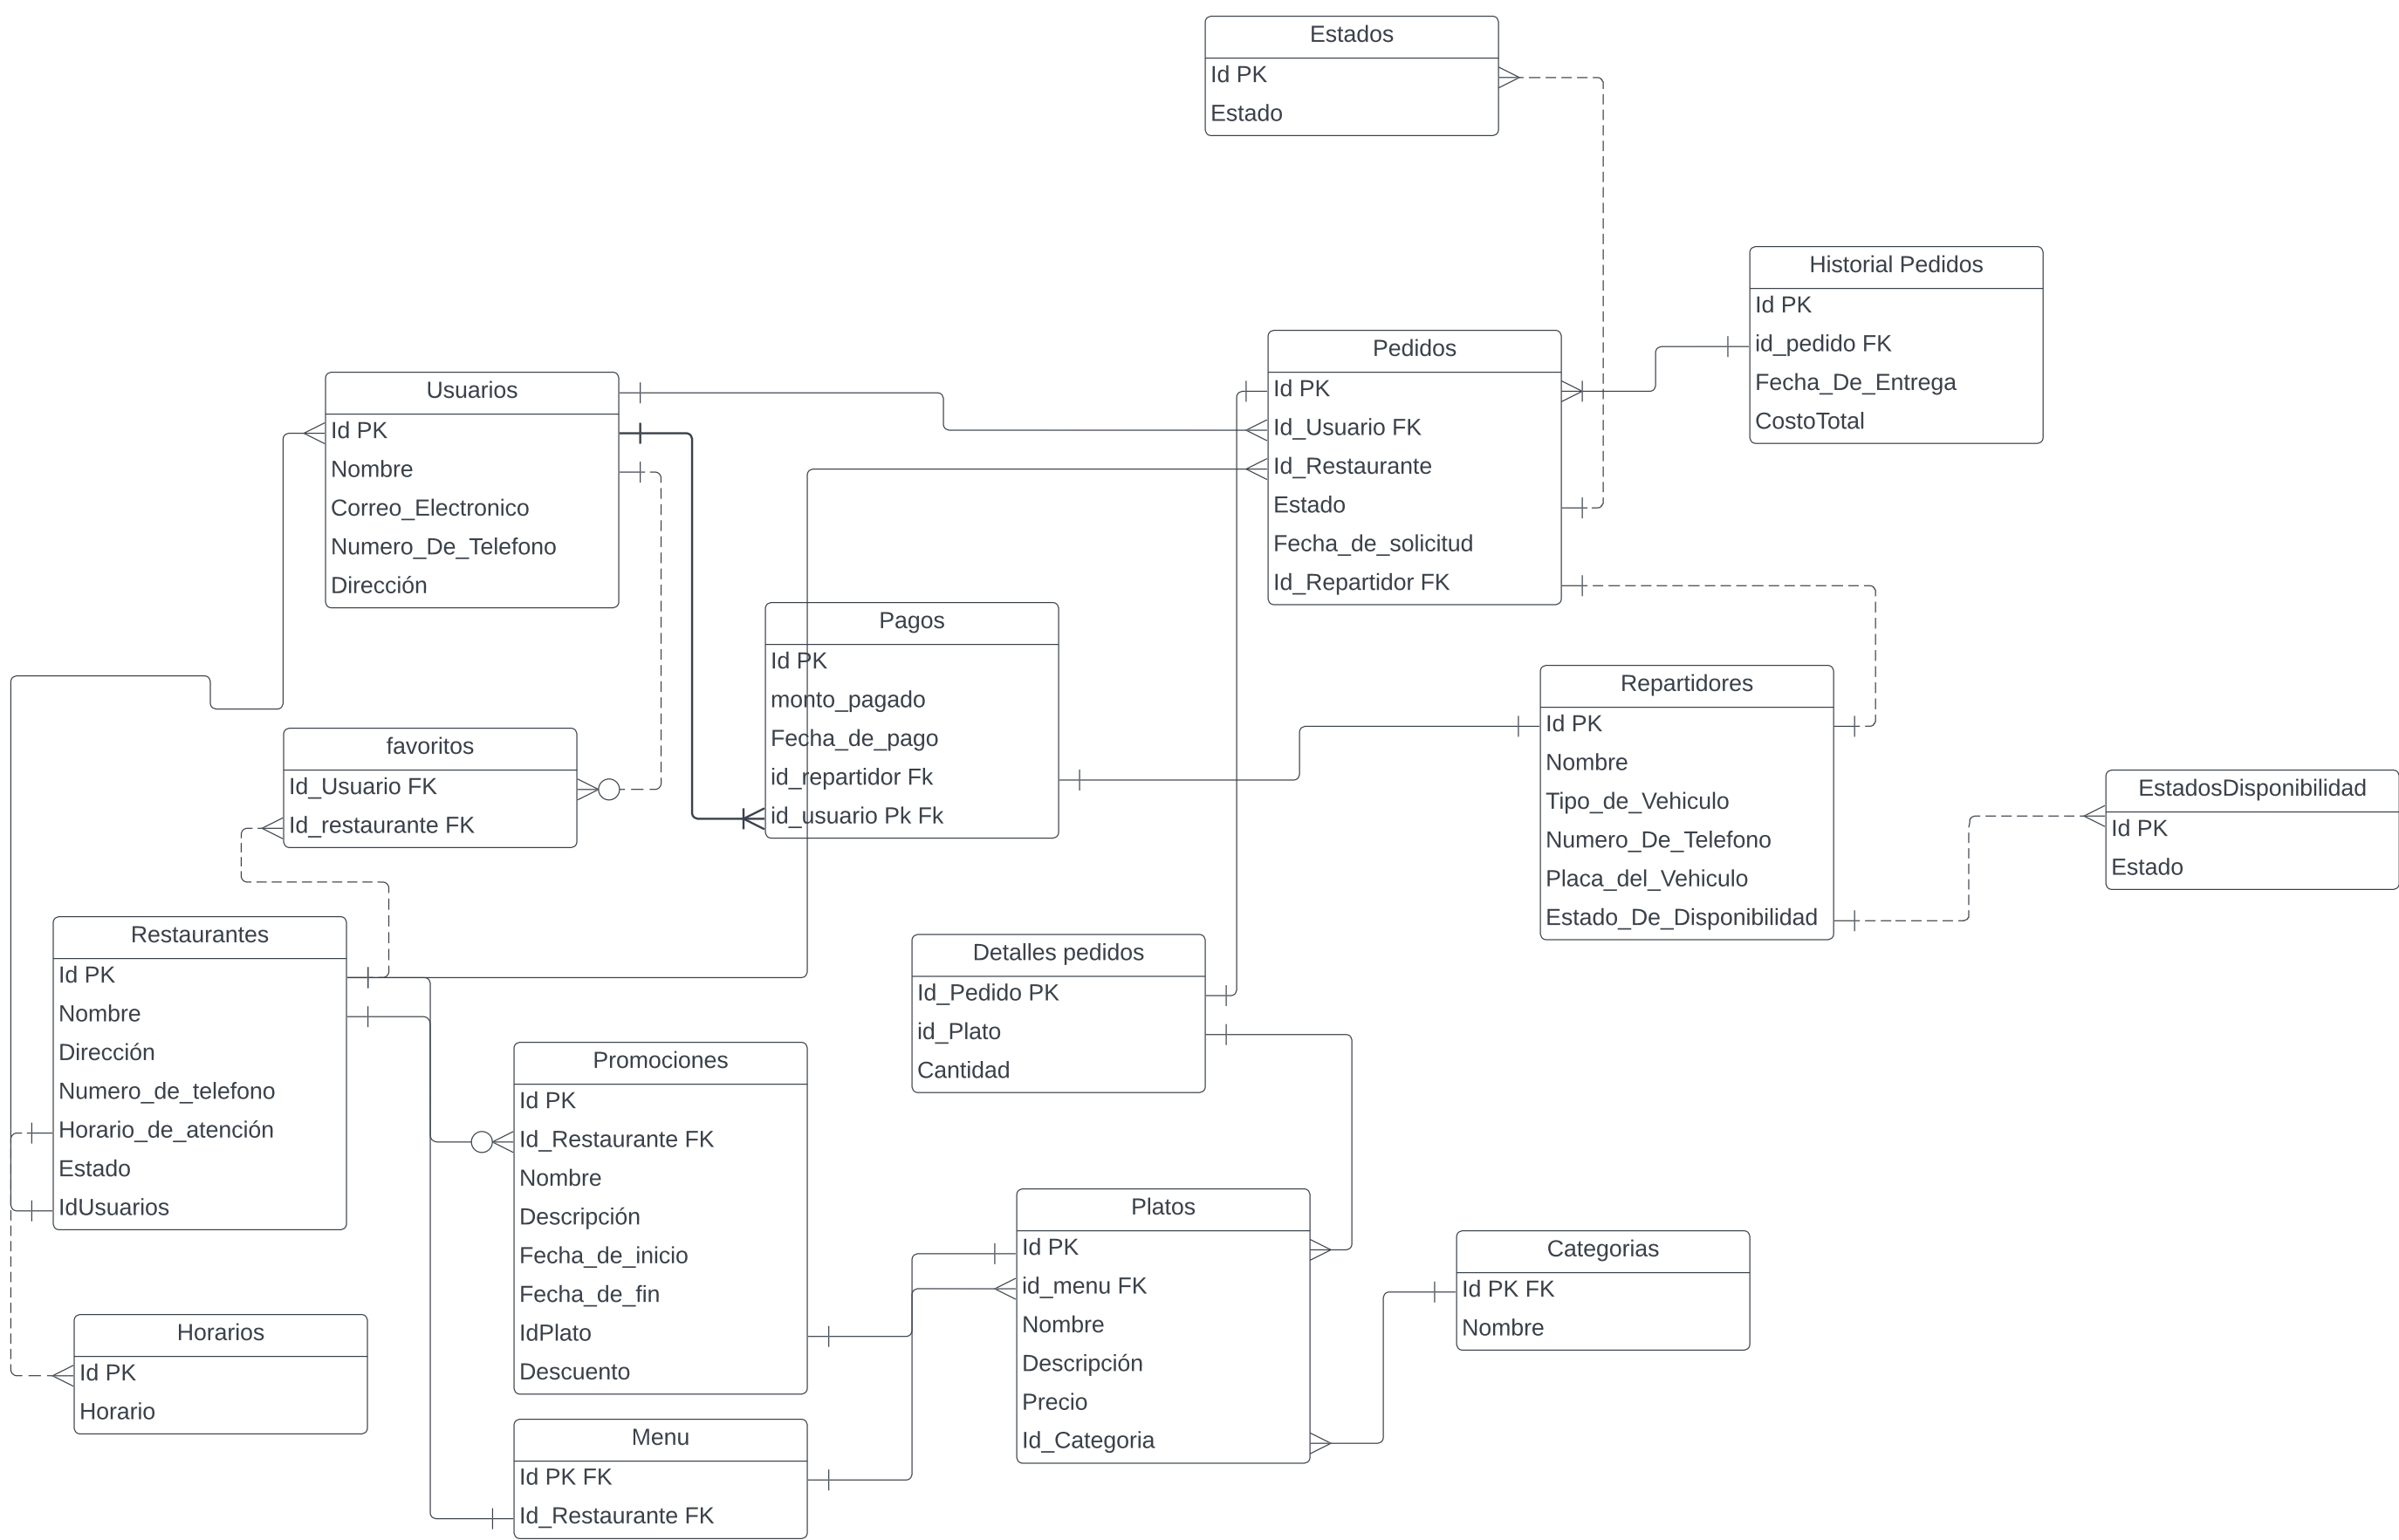 Estados
Id PK
Estado
Historial Pedidos
Id PK
id_pedido FK
Fecha_De_Entrega
CostoTotal
Pedidos
Id PK
Id_Usuario FK
Id_Restaurante
Estado
Fecha_de_solicitud
Id_Repartidor FK
Usuarios
Id PK
Nombre
Correo_Electronico
Numero_De_Telefono
Dirección
Pagos
Id PK
monto_pagado
Fecha_de_pago
id_repartidor Fk
id_usuario Pk Fk
Repartidores
Id PK
Nombre
Tipo_de_Vehiculo
Numero_De_Telefono
Placa_del_Vehiculo
Estado_De_Disponibilidad
EstadosDisponibilidad
Id PK
Estado
favoritos
Id_Usuario FK
Id_restaurante FK
Restaurantes
Id PK
Nombre
Dirección
Numero_de_telefono
Horario_de_atención
Estado
IdUsuarios
Detalles pedidos
Id_Pedido PK
id_Plato
Cantidad
Promociones
Id PK
Id_Restaurante FK
Nombre
Descripción
Fecha_de_inicio
Fecha_de_fin
IdPlato
Descuento
Platos
Id PK
id_menu FK
Nombre
Descripción
Precio
Id_Categoria
Categorias
Id PK FK
Nombre
Horarios
Id PK
Horario
Menu
Id PK FK
Id_Restaurante FK